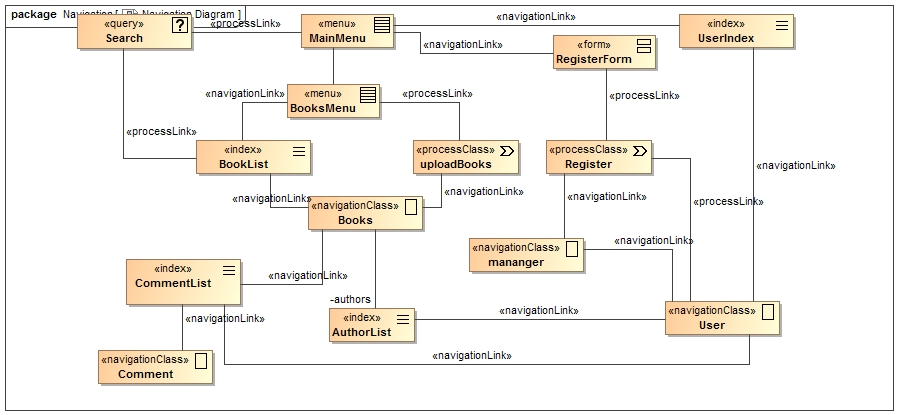 package Navigation [ Navigation Diagram ]
«query»
Search
?
«processLink»
«menu»
MainMenu
«navigationLink»
«navigationLink»
«index»
UserIndex
«form»
RegisterForm
«navigationLink»
«menu»
BooksMenu
«processLink»
«processLink»
«processLink»
«index»
BookList
«processClass»
uploadBooks
«processClass»
Register
«navigationLink»
«navigationLink»
«navigationLink»
«navigationLink»
«processLink»
«navigationClass»
Books
«navigationLink»
«navigationClass»
mananger
«index»
CommentList
«navigationLink»
-authors
«navigationLink»
«index»
AuthorList
«navigationLink»
«navigationClass»
User
«navigationClass»
Comment
«navigationLink»